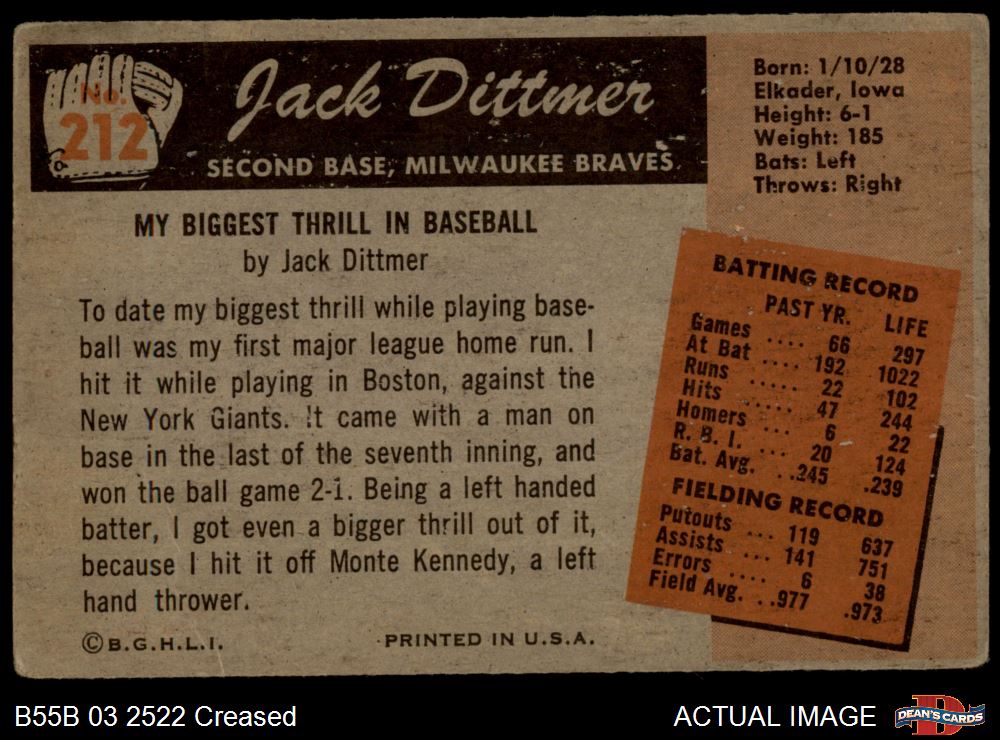 No.
212
Jack Dittmer
SECOND BASE, MILWAUKEE BRAVES
Born: 1/10/28
Elkader, Iowa
Height: 6-1
Weight: 185
Bats: Left
Throws: Right
MY BIGGEST THRILL IN BASEBALL
by Jack Dittmer
To date my biggest thrill while playing base-
ball was my first major league home run. I
hit it while playing in Boston, against the
New York Giants. It came with a man on
base in the last of the seventh inning, and
won the ball game 2-1. Being a left handed
batter, I got even a bigger thrill out of it,
because I hit it off Monte Kennedy, a left
hand thrower.
BATTING RECORD
PAST YR. LIFE
Games .... 66 297
At Bat .... 192 1022
Runs ..... 22 102
Hits ..... 47 244
Homers ... 6 22
R. B. I. ... 20 124
Bat. Avg. .245 .239
FIELDING RECORD
Putouts ... 119 637
Assists ... 141 751
Errors .... 6 38
Field Avg. ..977 .973
©B.G.H.L.I. PRINTED IN U.S.A.
B55B 03 2522 Creased
ACTUAL IMAGE
DEAN'S CARDS